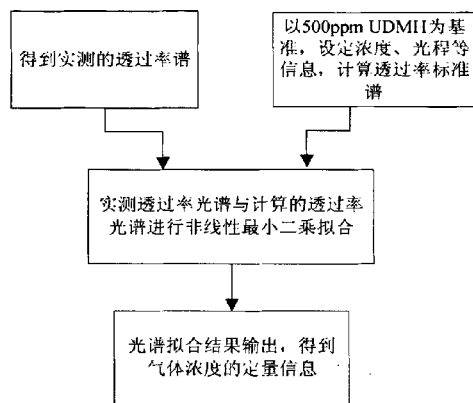 得到实测的透过率谱
以500ppm UDMH为基
准，设定浓度、光程等
信息，计算透过率标准
谱
实测透过率光谱与计算的透过率
光谱进行非线性最小二乘拟合
光谱拟合结果输出，得到
气体浓度的定量信息